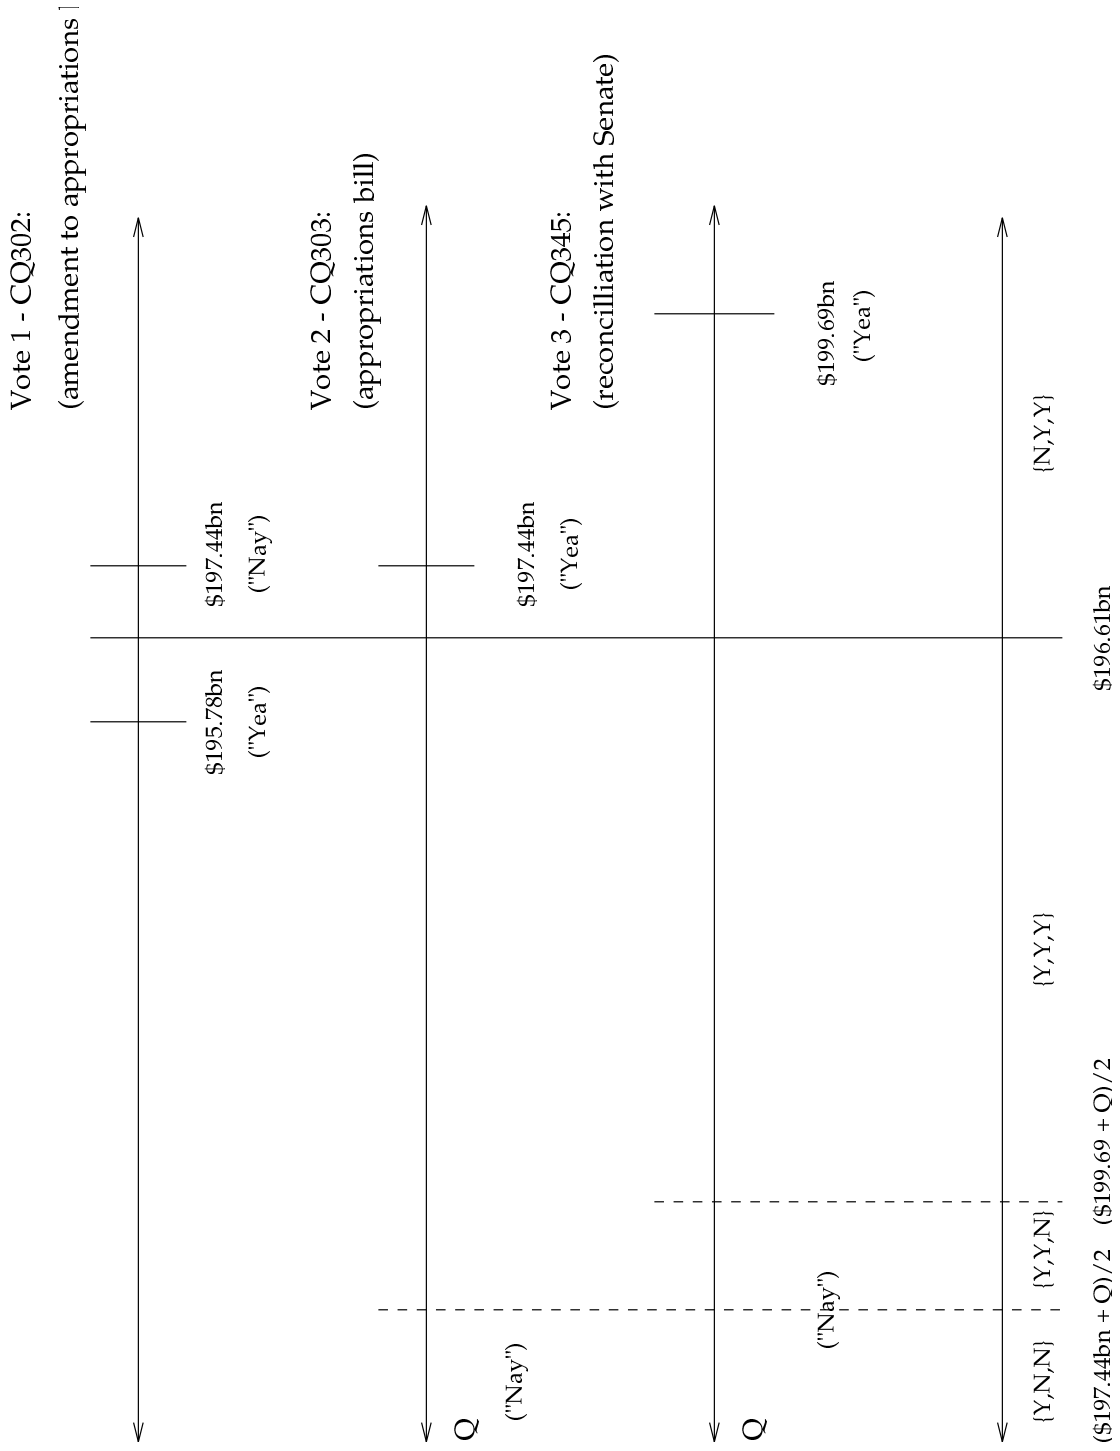 Vote 1 - CQ302:
(amendment to appropriations
$195.78bn
("Yea")
$197.44bn
("Nay")
Vote 2 - CQ303:
(appropriations bill)
Q
("Nay")
$197.44bn
("Yea")
Vote 3 - CQ345:
(reconcilliation with Senate)
Q
("Nay")
$199.69bn
("Yea")
{Y,N,N}
{Y,Y,N}
{Y,Y,Y}
{N,Y,Y}
($197.44bn + Q)/2
($199.69 + Q)/2
$196.61bn